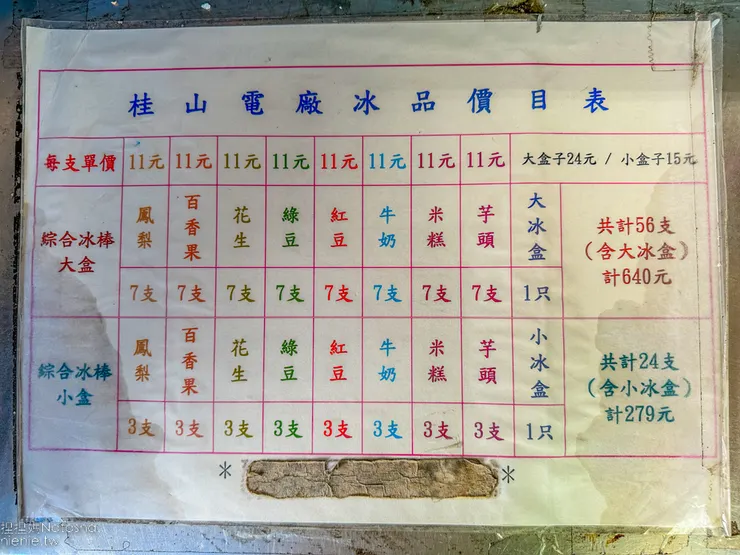 桂山電廠冰品價目表
每支單價 11元 11元 11元 11元 11元 11元 11元 11元 大盒子24元 / 小盒子15元
綜合冰棒大盒 鳳梨 百香果 花生 綠豆 紅豆 牛奶 米糕 芋頭 大冰盒 共計56支
（含大冰盒）
計640元
7支 7支 7支 7支 7支 7支 7支 7支 1只
綜合冰棒小盒 鳳梨 百香果 花生 綠豆 紅豆 牛奶 米糕 芋頭 小冰盒 共計24支
（含小冰盒）
計279元
3支 3支 3支 3支 3支 3支 3支 3支 1只
* *